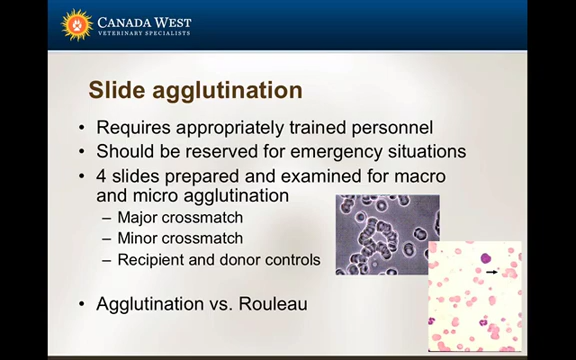 CANADA WEST
VETERINARY SPECIALISTS
Slide agglutination
• Requires appropriately trained personnel
• Should be reserved for emergency situations
• 4 slides prepared and examined for macro
and micro agglutination
– Major crossmatch
– Minor crossmatch
– Recipient and donor controls
• Agglutination vs. Rouleau